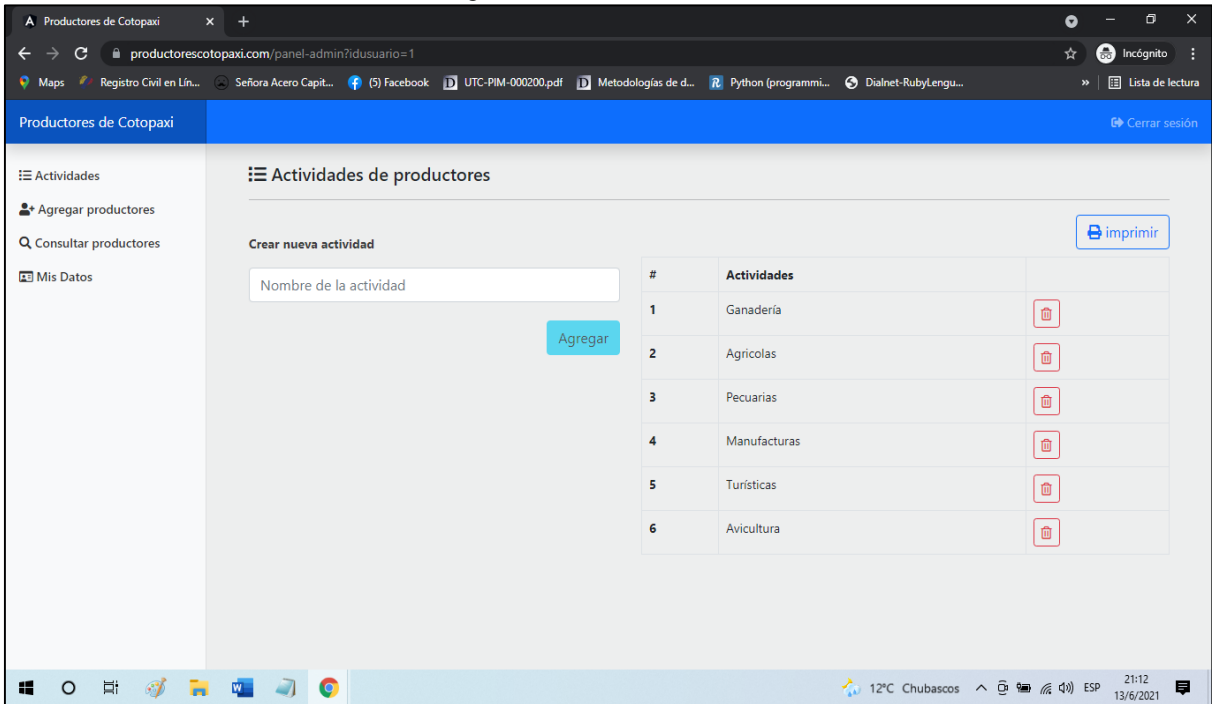 Productores de Cotopaxi
productorescotopaxi.com/panel-admin?idusuario=1
Incógnito
Maps Registro Civil en Lín... Señora Acero Capit... (5) Facebook UTC-PIM-000200.pdf Metodologías de d... Python (programmi... Dialnet-RubyLengu... » Lista de lectura
Productores de Cotopaxi
Cerrar sesión
Actividades
Agregar productores
Consultar productores
Mis Datos
Actividades de productores
imprimir
Crear nueva actividad
Nombre de la actividad
Agregar
# Actividades
1 Ganadería
2 Agricolas
3 Pecuarias
4 Manufacturas
5 Turísticas
6 Avicultura
12°C Chubascos ESP 21:12
13/6/2021